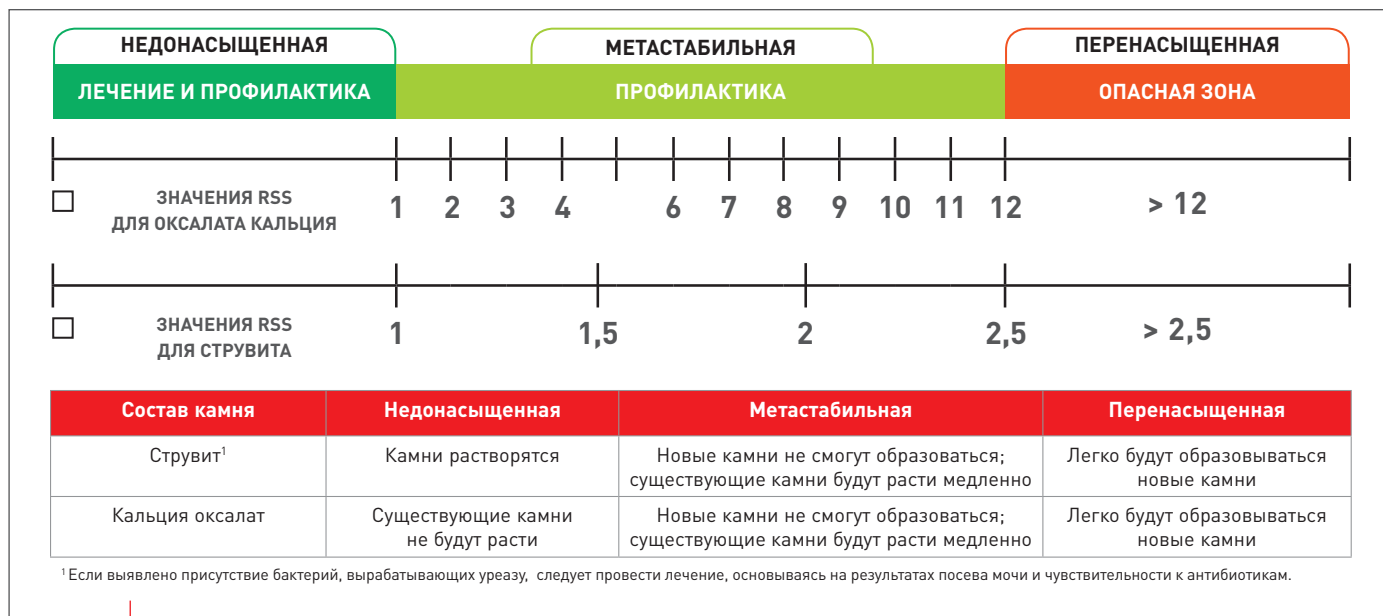 НЕДОНАСЫЩЕННАЯ МЕТАСТАБИЛЬНАЯ ПЕРЕНАСЫЩЕННАЯ
ЛЕЧЕНИЕ И ПРОФИЛАКТИКА ПРОФИЛАКТИКА ОПАСНАЯ ЗОНА
ЗНАЧЕНИЯ RSS
ДЛЯ ОКСАЛАТА КАЛЬЦИЯ
1 2 3 4 6 7 8 9 10 11 12 > 12
ЗНАЧЕНИЯ RSS
ДЛЯ СТРУВИТА
1 1,5 2 2,5 > 2,5
Состав камня Недонасыщенная Метастабильная Перенасыщенная
Струвит¹ Камни растворятся Новые камни не смогут образоваться; Легко будут образовываться
существующие камни будут расти медленно новые камни
Кальция оксалат Существующие камни Новые камни не смогут образоваться; Легко будут образовываться
не будут расти существующие камни будут расти медленно новые камни
¹ Если выявлено присутствие бактерий, вырабатывающих уреазу, следует провести лечение, основываясь на результатах посева мочи и чувствительности к антибиотикам.